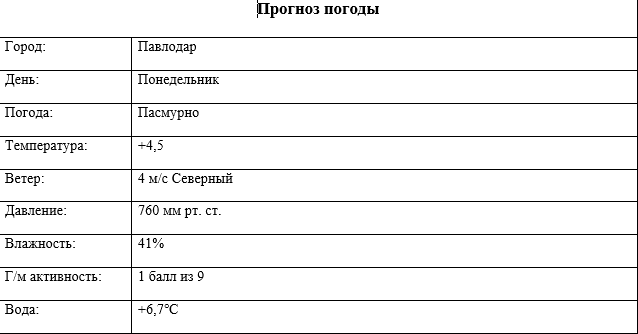 Прогноз погоды
Город: Павлодар
День: Понедельник
Погода: Пасмурно
Температура: +4,5
Ветер: 4 м/с Северный
Давление: 760 мм рт. ст.
Влажность: 41%
Г/м активность: 1 балл из 9
Вода: +6,7°C